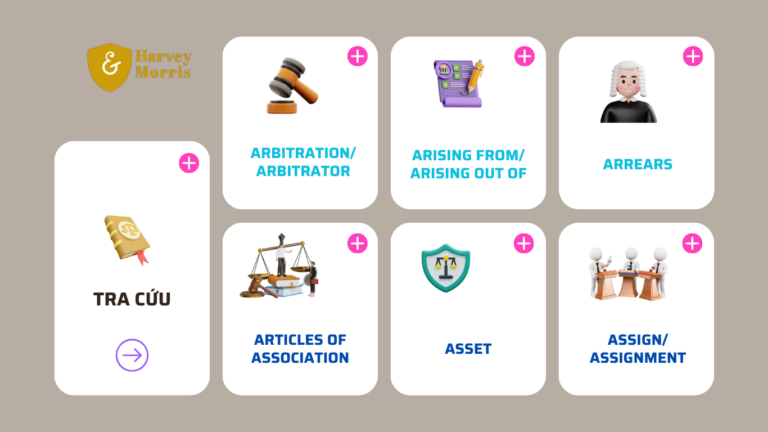 &
Harvey
Morris
TRA CỨU
ARBITRATION/
ARBITRATOR
ARISING FROM/
ARISING OUT OF
ARREARS
ARTICLES OF
ASSOCIATION
ASSET
ASSIGN/
ASSIGNMENT